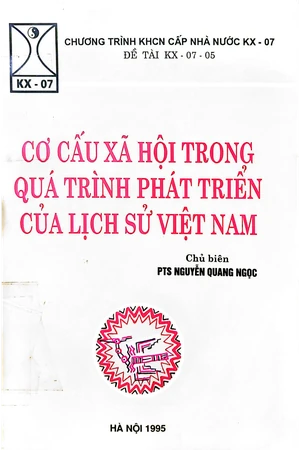 KX - 07
CHƯƠNG TRÌNH KHCN CẤP NHÀ NƯỚC KX - 07
ĐỀ TÀI KX - 07 - 05
CƠ CẤU XÃ HỘI TRONG
QUÁ TRÌNH PHÁT TRIỂN
CỦA LỊCH SỬ VIỆT NAM
Chủ biên
PTS NGUYỄN QUANG NGỌC
HÀ NỘI 1995